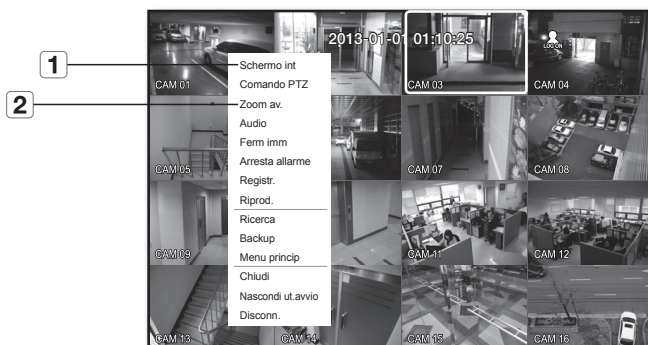 2013-01-01 01:10:25
LOG ON
CAM 01
CAM 03
CAM 04
1
Schermo int
Comando PTZ
2
Zoom av.
Audio
Ferm imm
Arresta allarme
Registr.
Riprod.
Ricerca
Backup
Menu princip
Chiudi
Nascondi ut.avvio
Disconn.
CAM 05
CAM 07
CAM 08
CAM 09
CAM 11
CAM 12
CAM 13
CAM 14
CAM 15
CAM 16